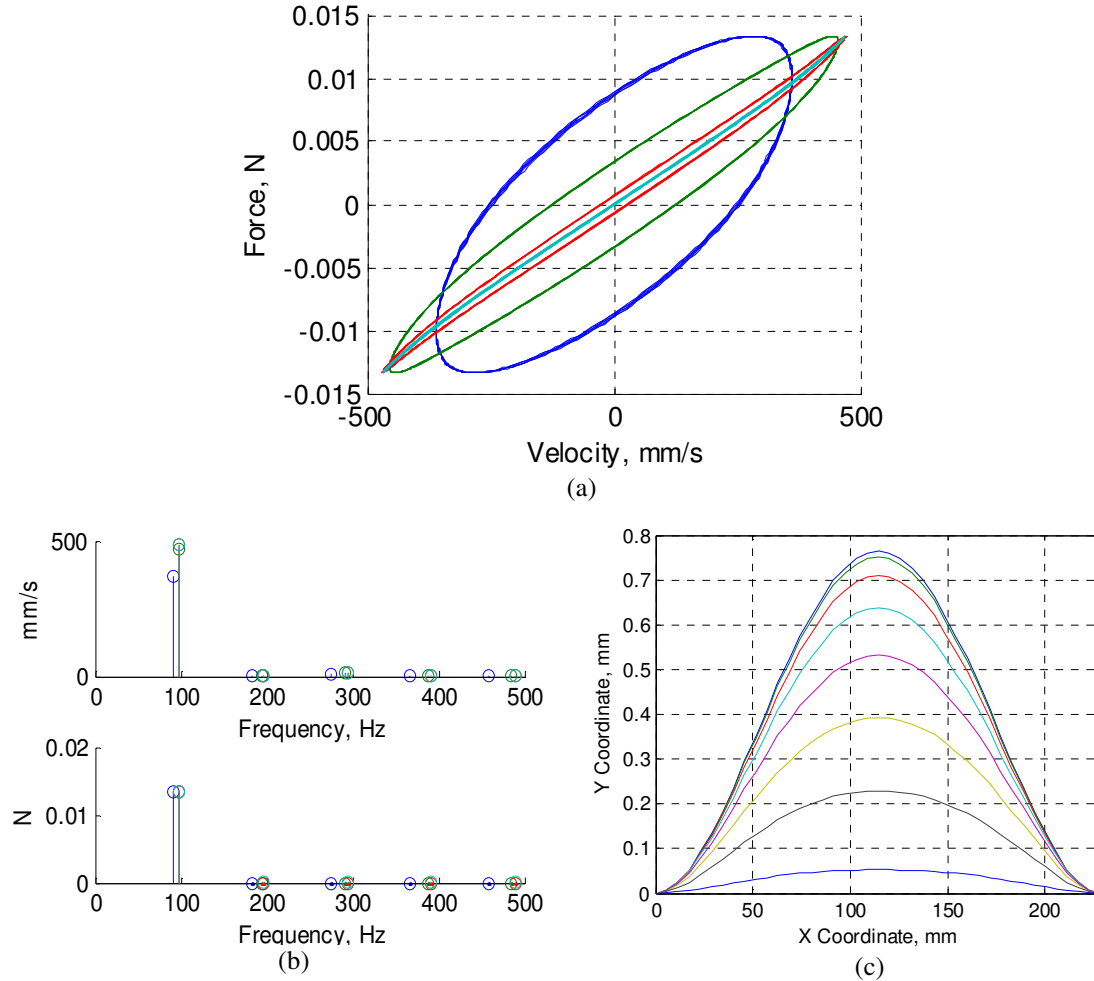 0.015
0.01
0.005
0
-0.005
-0.01
-0.015
Force, N
-500 0 500
Velocity, mm/s
(a)
500
0
mm/s
0 100 200 300 400 500
Frequency, Hz
0.02
0.01
0
N
0 100 200 300 400 500
Frequency, Hz
(b)
0.8
0.7
0.6
0.5
0.4
0.3
0.2
0.1
0
Y Coordinate, mm
0 50 100 150 200
X Coordinate, mm
(c)